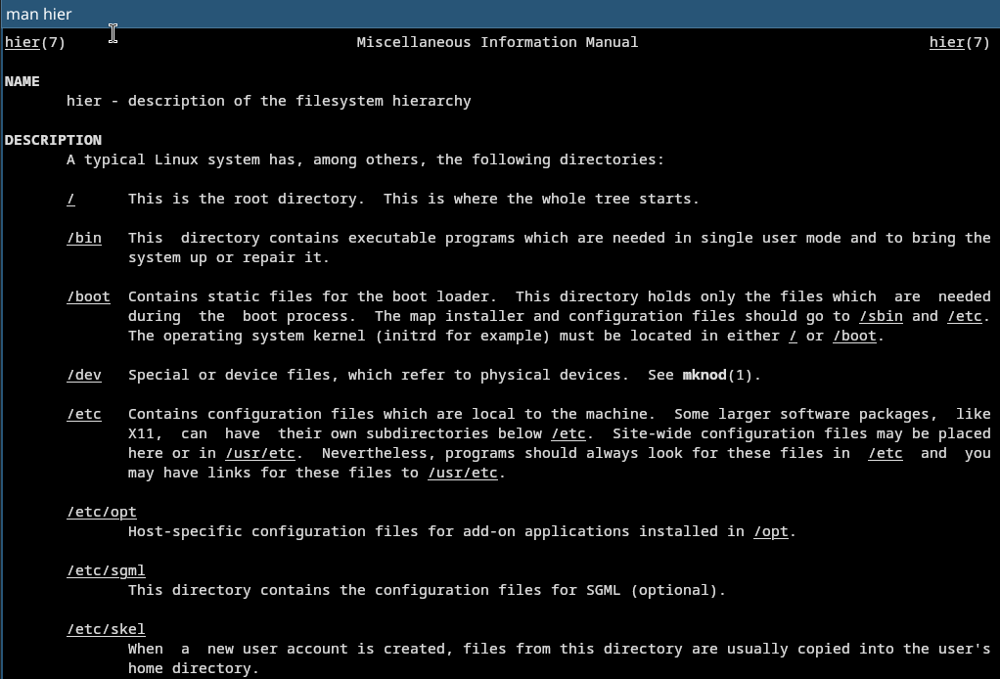 man hier
hier(7) Miscellaneous Information Manual hier(7)
NAME
hier - description of the filesystem hierarchy
DESCRIPTION
A typical Linux system has, among others, the following directories:
/ This is the root directory.  This is where the whole tree starts.
/bin This  directory contains executable programs which are needed in single user mode and to bring the
system up or repair it.
/boot Contains static files for the boot loader.  This directory holds only the files which  are  needed
during  the  boot process.  The map installer and configuration files should go to /sbin and /etc.
The operating system kernel (initrd for example) must be located in either / or /boot.
/dev Special or device files, which refer to physical devices.  See mknod(1).
/etc Contains configuration files which are local to the machine.  Some larger software packages,  like
X11,  can  have  their own subdirectories below /etc.  Site-wide configuration files may be placed
here or in /usr/etc.  Nevertheless, programs should always look for these files in  /etc  and  you
may have links for these files to /usr/etc.
/etc/opt
Host-specific configuration files for add-on applications installed in /opt.
/etc/sgml
This directory contains the configuration files for SGML (optional).
/etc/skel
When  a  new user account is created, files from this directory are usually copied into the user's
home directory.